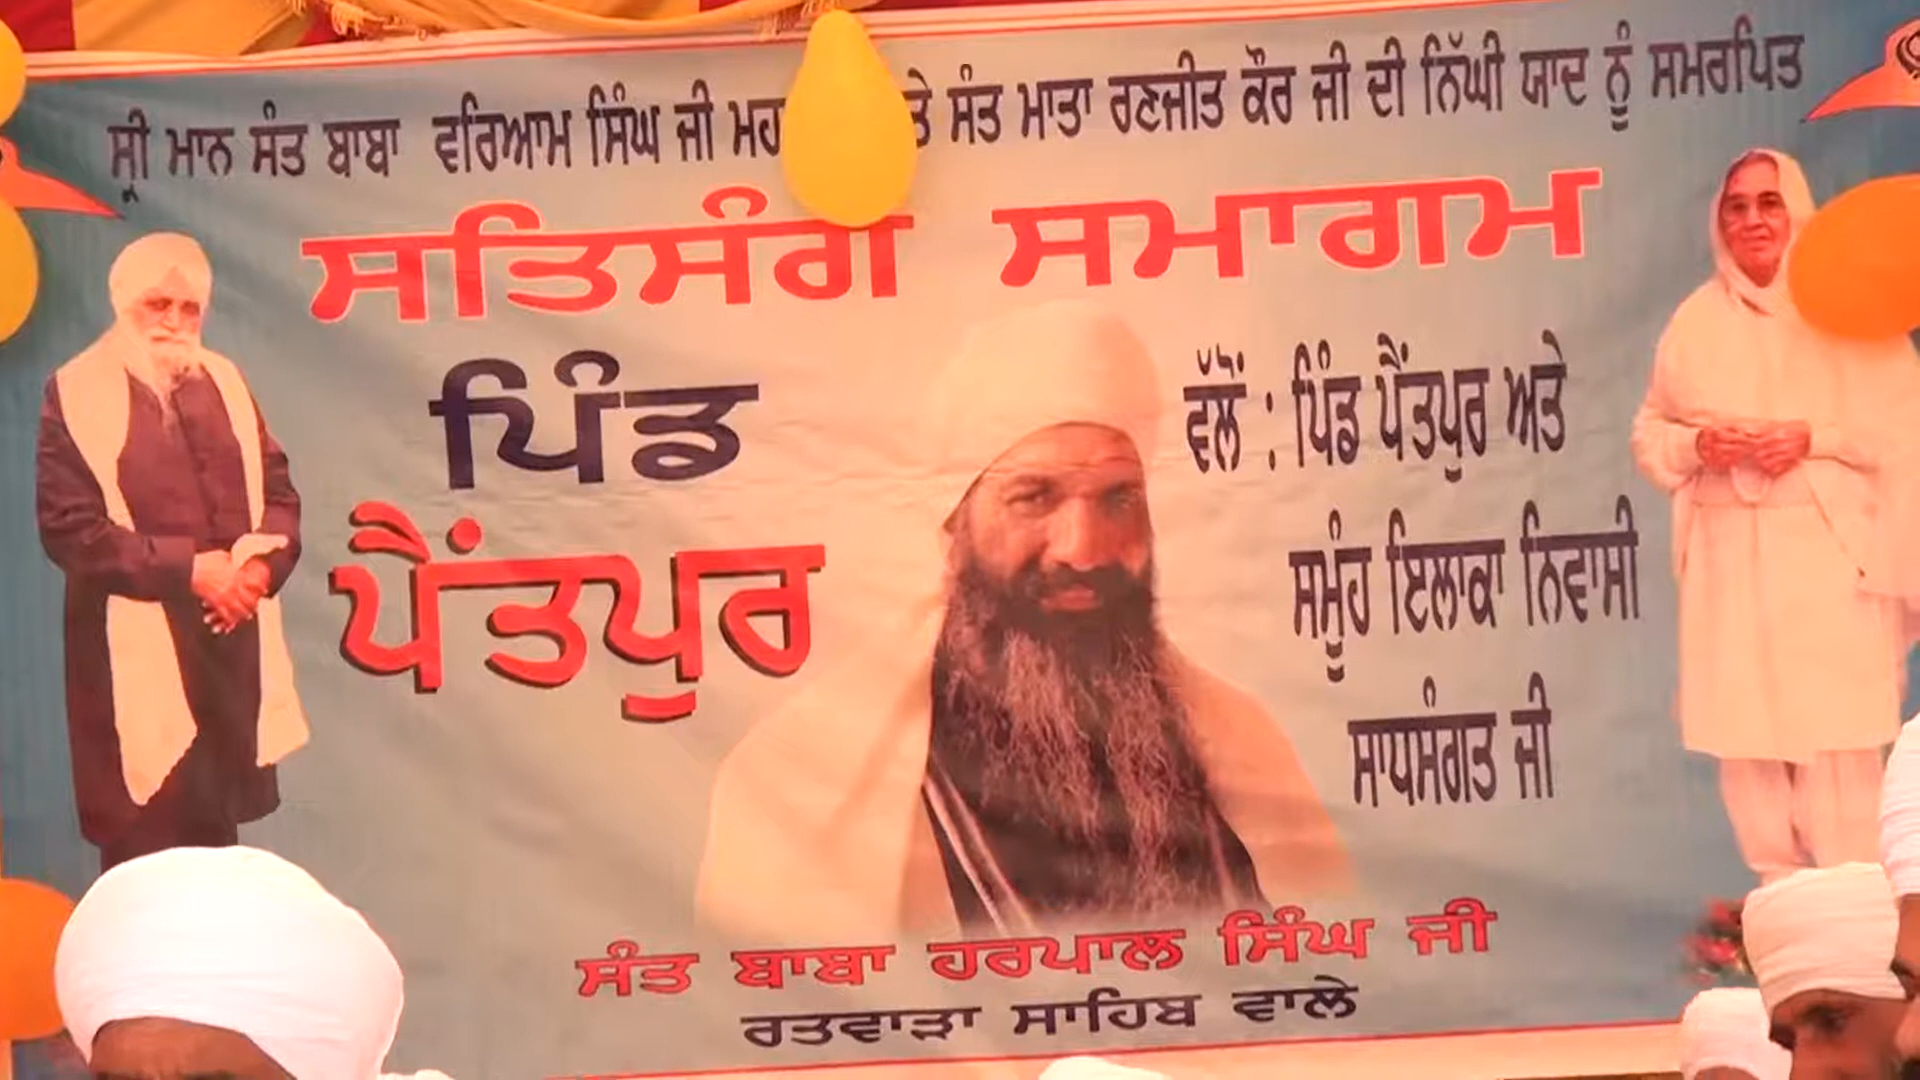 ਸ੍ਰੀ ਮਾਨ ਸੰਤ ਬਾਬਾ ਵਰਿਆਮ ਸਿੰਘ ਜੀ ਸੰਤ ਮਾਤਾ ਰਣਜੀਤ ਕੌਰ ਜੀ ਦੀ ਨਿੱਘੀ ਯਾਦ ਨੂੰ ਸਮਰਪਿਤ
ਸਤਿਸੰਗ ਸਮਾਗਮ
ਪਿੰਡ
ਪੈਂਤਪੁਰ
ਵੱਲੋਂ : ਪਿੰਡ ਪੈਂਤਪੁਰ ਅਤੇ
ਸਮੂੰਹ ਇਲਾਕਾ ਨਿਵਾਸੀ
ਸਾਧਸੰਗਤ ਜੀ
ਸੰਤ ਬਾਬਾ ਹਰਪਾਲ ਸਿੰਘ ਜੀ
ਰਤਵਾੜਾ ਸਾਹਿਬ ਵਾਲੇ